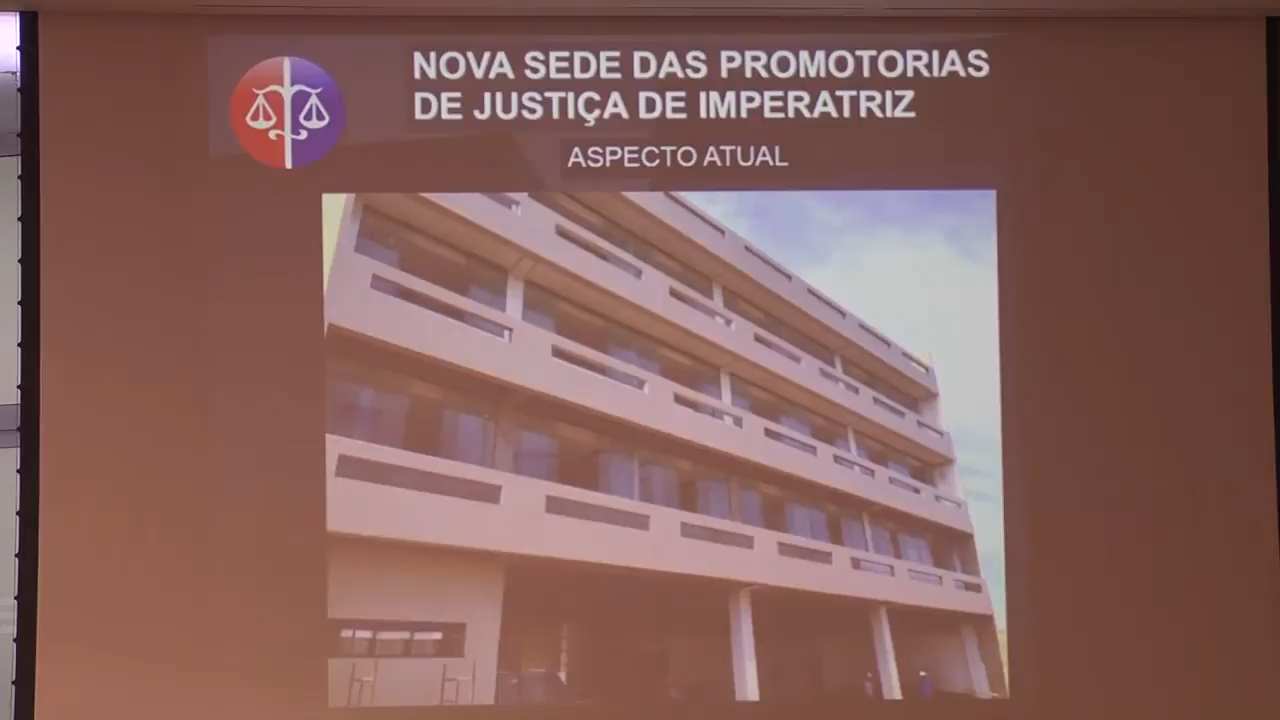 NOVA SEDE DAS PROMOTORIAS
DE JUSTIÇA DE IMPERATRIZ
ASPECTO ATUAL